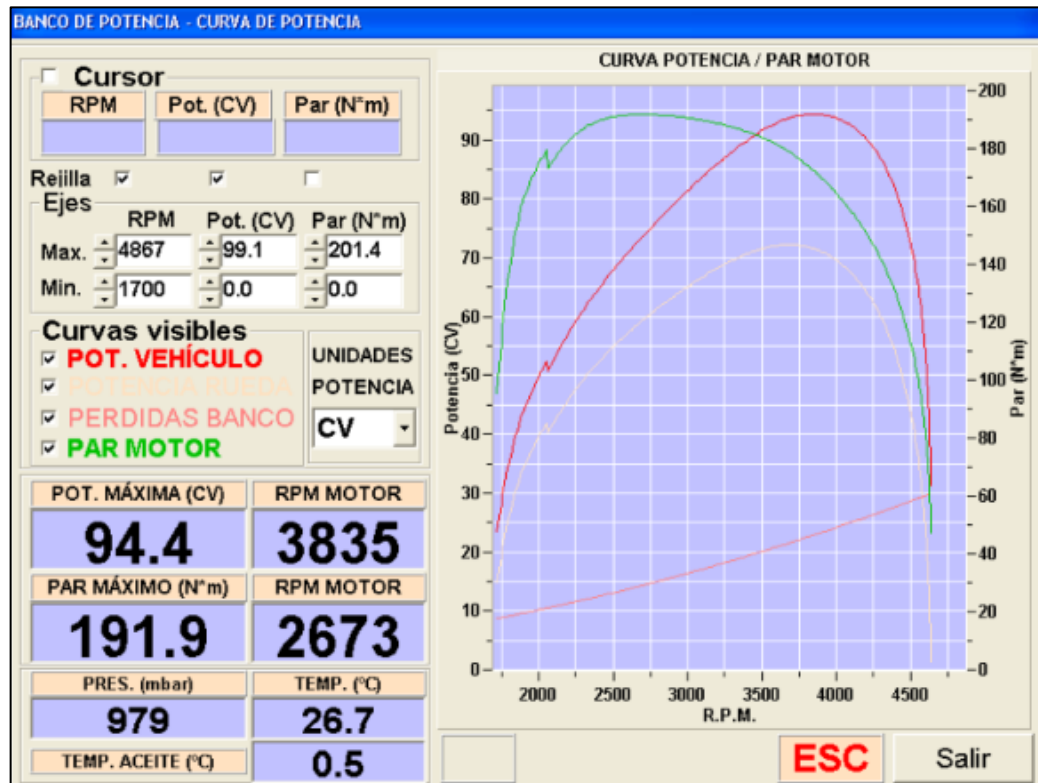 BANCO DE POTENCIA - CURVA DE POTENCIA
Cursor
RPM Pot. (CV) Par (N*m)
Rejilla
Ejes
RPM Pot. (CV) Par (N*m)
Max. 4867 99.1 201.4
Min. 1700 0.0 0.0
Curvas visibles
POT. VEHÍCULO
POTENCIA RUEDA
PERDIDAS BANCO
PAR MOTOR
UNIDADES
POTENCIA
CV
POT. MÁXIMA (CV) RPM MOTOR
94.4 3835
PAR MÁXIMO (N*m) RPM MOTOR
191.9 2673
PRES. (mbar) TEMP. (ºC)
979 26.7
TEMP. ACEITE (ºC) 0.5
CURVA POTENCIA / PAR MOTOR
Potencia (CV)
90
80
70
60
50
40
30
20
10
0
Par (N*m)
200
180
160
140
120
100
80
60
40
20
0
2000 2500 3000 3500 4000 4500
R.P.M.
ESC Salir